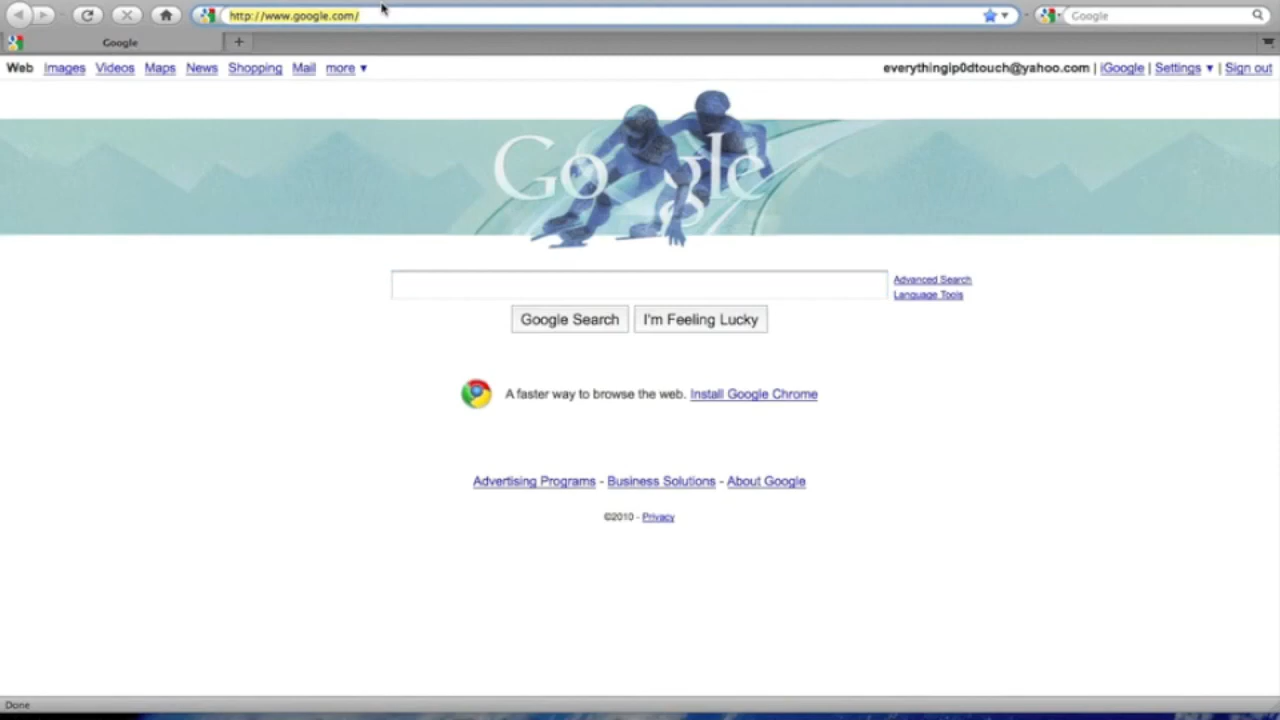 http://www.google.com/
Google
Google
Web Images Videos Maps News Shopping Mail more ▼
everythingip0dtouch@yahoo.com | iGoogle | Settings ▼ | Sign out
Google
Advanced Search
Language Tools
Google Search
I'm Feeling Lucky
A faster way to browse the web. Install Google Chrome
Advertising Programs - Business Solutions - About Google
©2010 - Privacy
Done